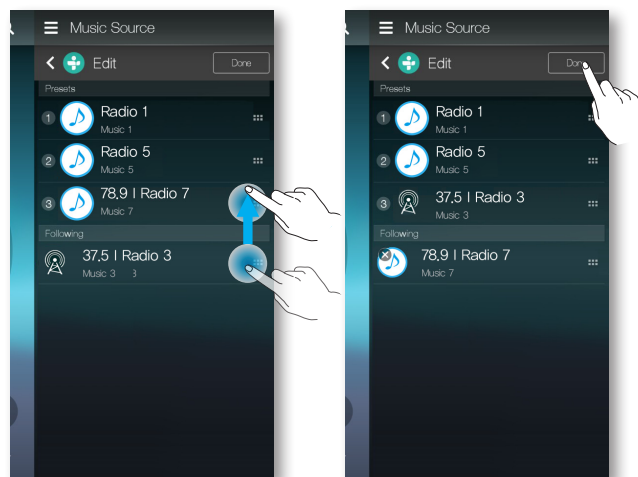 Music Source
Edit
Done
Presets
1
Radio 1
Music 1
2
Radio 5
Music 5
3
78.9 | Radio 7
Music 7
Following
37.5 | Radio 3
Music 3 3
Music Source
Edit
Presets
1
Radio 1
Music 1
2
Radio 5
Music 5
3
37.5 | Radio 3
Music 3
Following
78.9 | Radio 7
Music 7